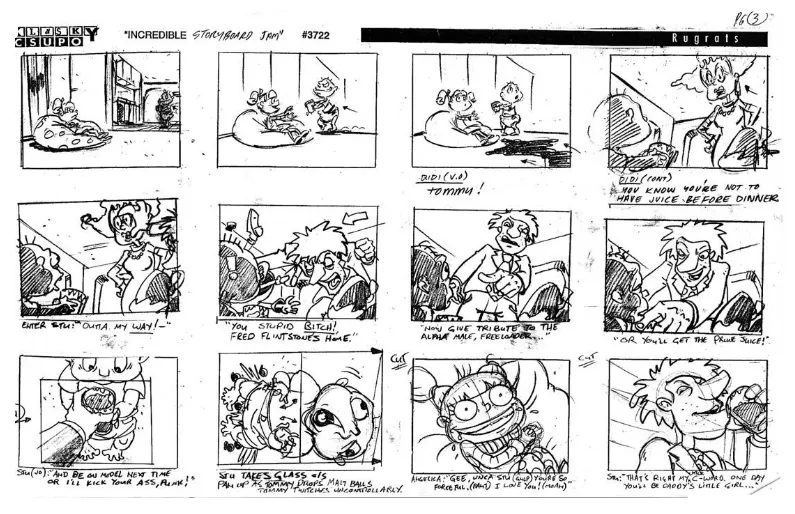 PG(3)
KLASKY
CSUPO
"INCREDIBLE STORYBOARD JAM" #3722
Rugrats
DIDI (V.O)
TOMMY!
DIDI (CONT)
YOU KNOW YOU'RE NOT TO
HAVE JUICE BEFORE DINNER
ENTER STU: "OUTTA MY WAY!—"
"YOU STUPID BITCH!
FRED FLINTSTONE'S HOME."
"NOW GIVE TRIBUTE TO THE
ALPHA MALE, FREELOADER..."
"OR YOU'LL GET THE PRUNE JUICE!"
CUT
CUT
STU (VO): "AND BE ON MODEL NEXT TIME
OR I'LL KICK YOUR ASS, PUNK!"
STU TAKES GLASS O/S
PAN UP AS TOMMY DROPS MALT BALLS
TOMMY TWITCHES UNCONTROLLABLY.
ANGELICA: "GEE, UNCA STU (GULP) YOU'RE SO
FORCEFUL. (PANT) I LOVE YOU! (MOAN)
STU: "THAT'S RIGHT MY C-WORD. ONE DAY
YOU'LL BE DADDY'S LITTLE GIRL..."